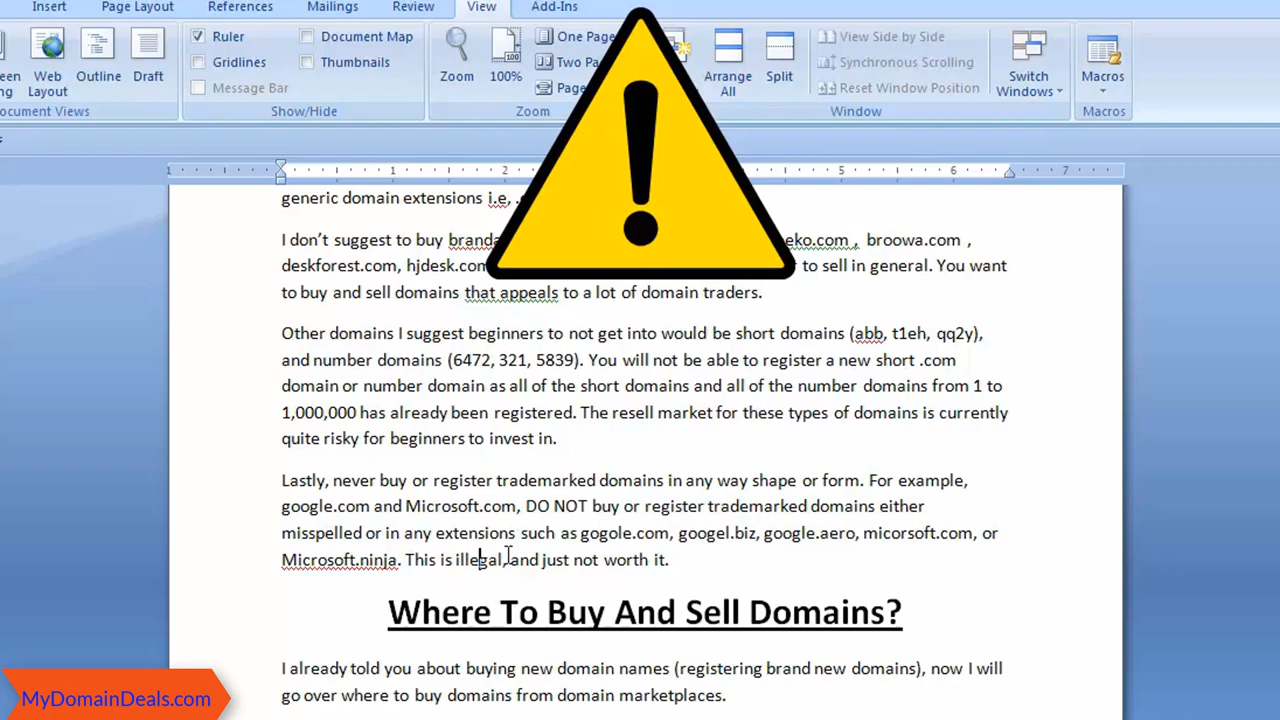 Insert Page Layout References Mailings Review View Add-Ins
Ruler Document Map One Page View Side by Side
Gridlines Thumbnails Synchronous Scrolling
Message Bar Reset Window Position
Web Layout Outline Draft Zoom 100% Arrange All Split Switch Windows Macros
Document Views Show/Hide Zoom Window Macros
1 1 2 5 6 7
generic domain extensions i.e,
I don't suggest to buy broowa.com ,
deskforest.com, hjdesk.com to sell in general. You want
to buy and sell domains that appeals to a lot of domain traders.
Other domains I suggest beginners to not get into would be short domains (abb, t1eh, qq2y),
and number domains (6472, 321, 5839). You will not be able to register a new short .com
domain or number domain as all of the short domains and all of the number domains from 1 to
1,000,000 has already been registered. The resell market for these types of domains is currently
quite risky for beginners to invest in.
Lastly, never buy or register trademarked domains in any way shape or form. For example,
google.com and Microsoft.com, DO NOT buy or register trademarked domains either
misspelled or in any extensions such as gogole.com, googel.biz, google.aero, micorsoft.com, or
Microsoft.ninja. This is illegal, and just not worth it.
Where To Buy And Sell Domains?
I already told you about buying new domain names (registering brand new domains), now I will
go over where to buy domains from domain marketplaces.
MyDomainDeals.com